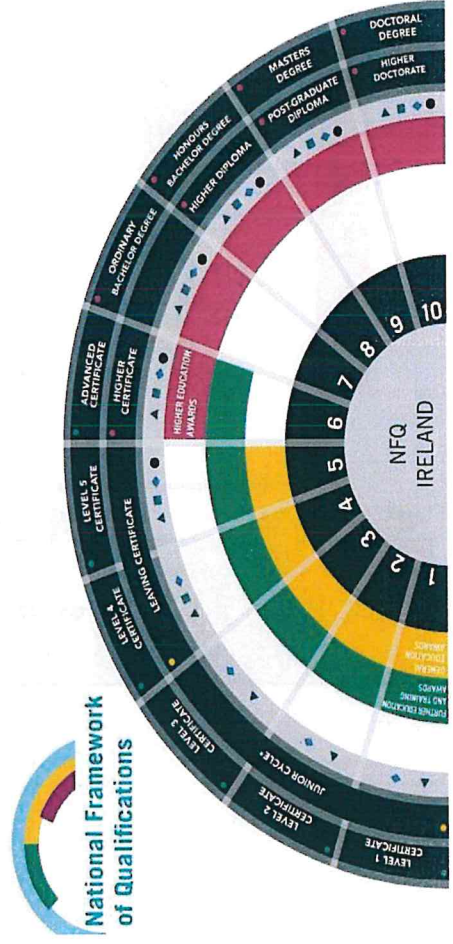 National Framework
of Qualifications
NFQ
IRELAND
1
2
3
4
5
6
7
8
9
10
GENERAL
EDUCATION
AWARDS
FURTHER EDUCATION
AND TRAINING
AWARDS
HIGHER EDUCATION
AWARDS
LEVEL 1
CERTIFICATE
LEVEL 2
CERTIFICATE
LEVEL 3
CERTIFICATE
JUNIOR CYCLE*
LEVEL 4
CERTIFICATE
LEVEL 5
CERTIFICATE
LEAVING CERTIFICATE
ADVANCED
CERTIFICATE
HIGHER
CERTIFICATE
ORDINARY
BACHELOR DEGREE
HONOURS
BACHELOR DEGREE
HIGHER DIPLOMA
MASTERS
DEGREE
POST-GRADUATE
DIPLOMA
DOCTORAL
DEGREE
HIGHER
DOCTORATE